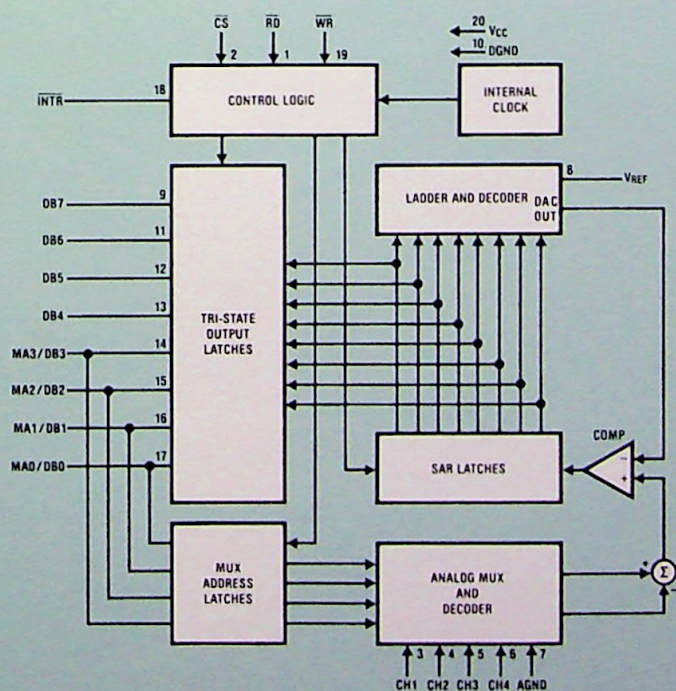 CS RD WR
2 1 19
20 VCC
10 DGND
INTR 18
CONTROL LOGIC
INTERNAL
CLOCK
8 VREF
LADDER AND DECODER
DAC
OUT
DB7 9
DB6 11
DB5 12
DB4 13
MA3/DB3 14
MA2/DB2 15
MA1/DB1 16
MA0/DB0 17
TRI-STATE
OUTPUT
LATCHES
COMP
SAR LATCHES
−
+
MUX
ADDRESS
LATCHES
ANALOG MUX
AND
DECODER
+
Σ
−
3 4 5 6 7
CH1 CH2 CH3 CH4 AGND